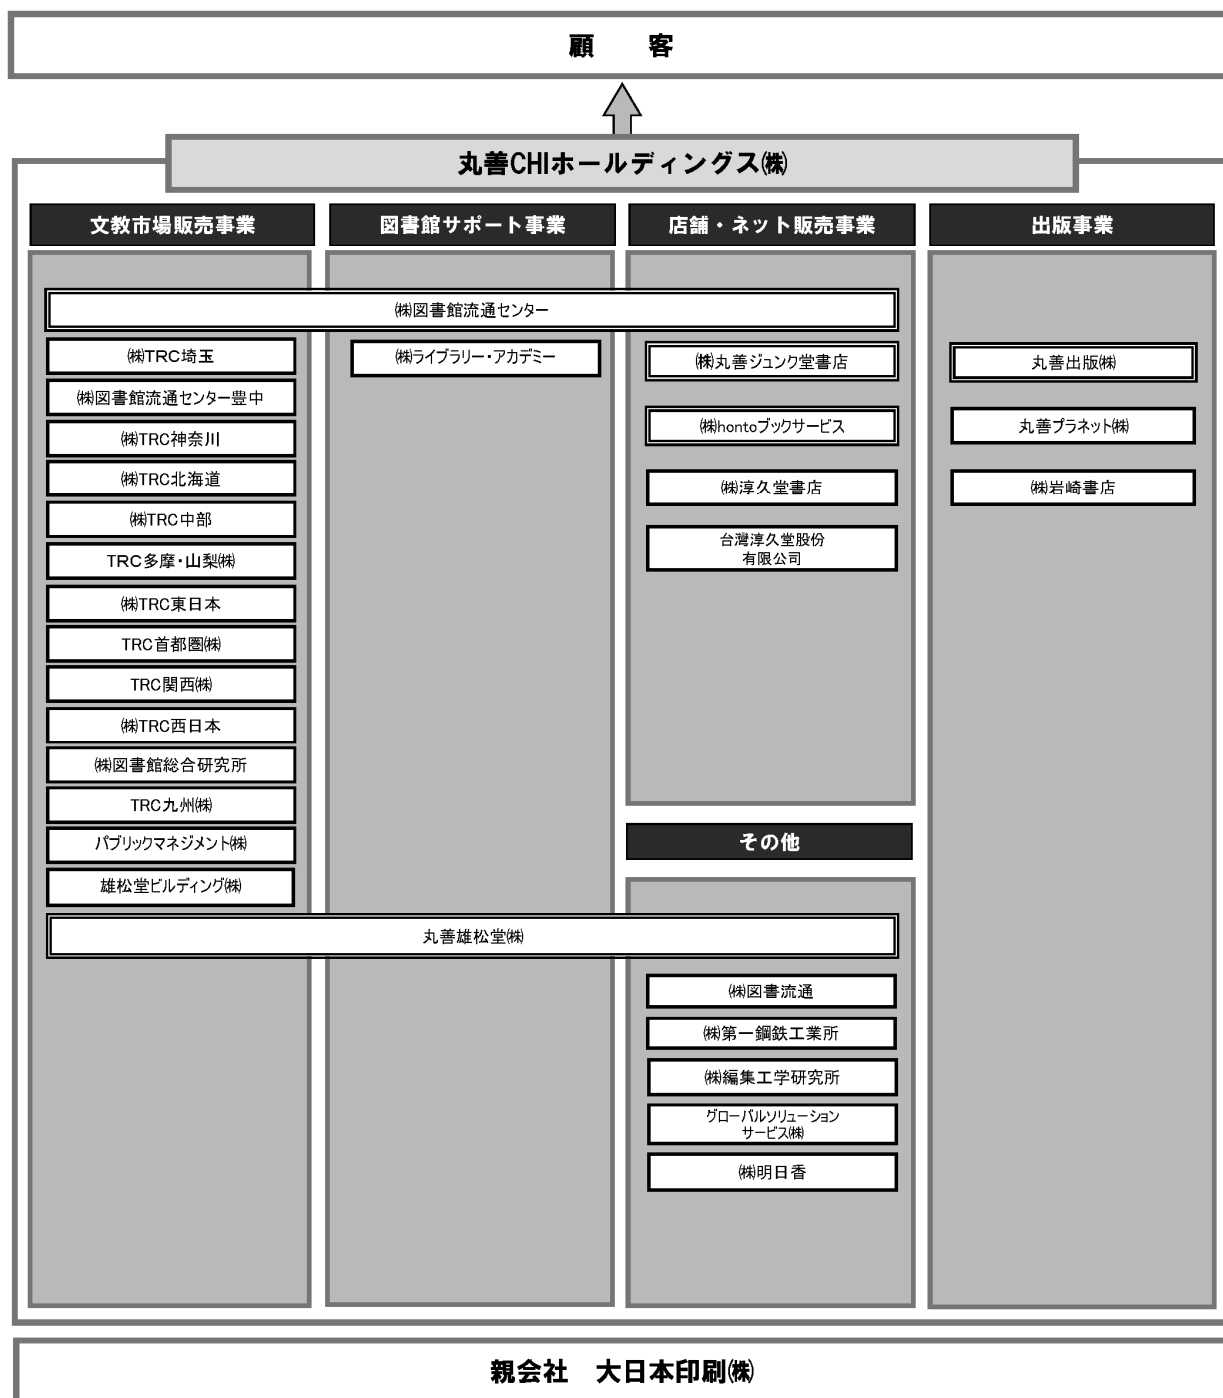 顧　　客
丸善CHIホールディングス㈱
文教市場販売事業
図書館サポート事業
店舗・ネット販売事業
出版事業
㈱図書館流通センター
㈱TRC埼玉
㈱図書館流通センター豊中
㈱TRC神奈川
㈱TRC北海道
㈱TRC中部
TRC多摩・山梨㈱
㈱TRC東日本
TRC首都圏㈱
TRC関西㈱
㈱TRC西日本
㈱図書館総合研究所
TRC九州㈱
パブリックマネジメント㈱
雄松堂ビルディング㈱
㈱ライブラリー・アカデミー
㈱丸善ジュンク堂書店
㈱hontoブックサービス
㈱淳久堂書店
台灣淳久堂股份
有限公司
丸善出版㈱
丸善プラネット㈱
㈱岩崎書店
その他
丸善雄松堂㈱
㈱図書流通
㈱第一鋼鉄工業所
㈱編集工学研究所
グローバルソリューション
サービス㈱
㈱明日香
親会社　大日本印刷㈱